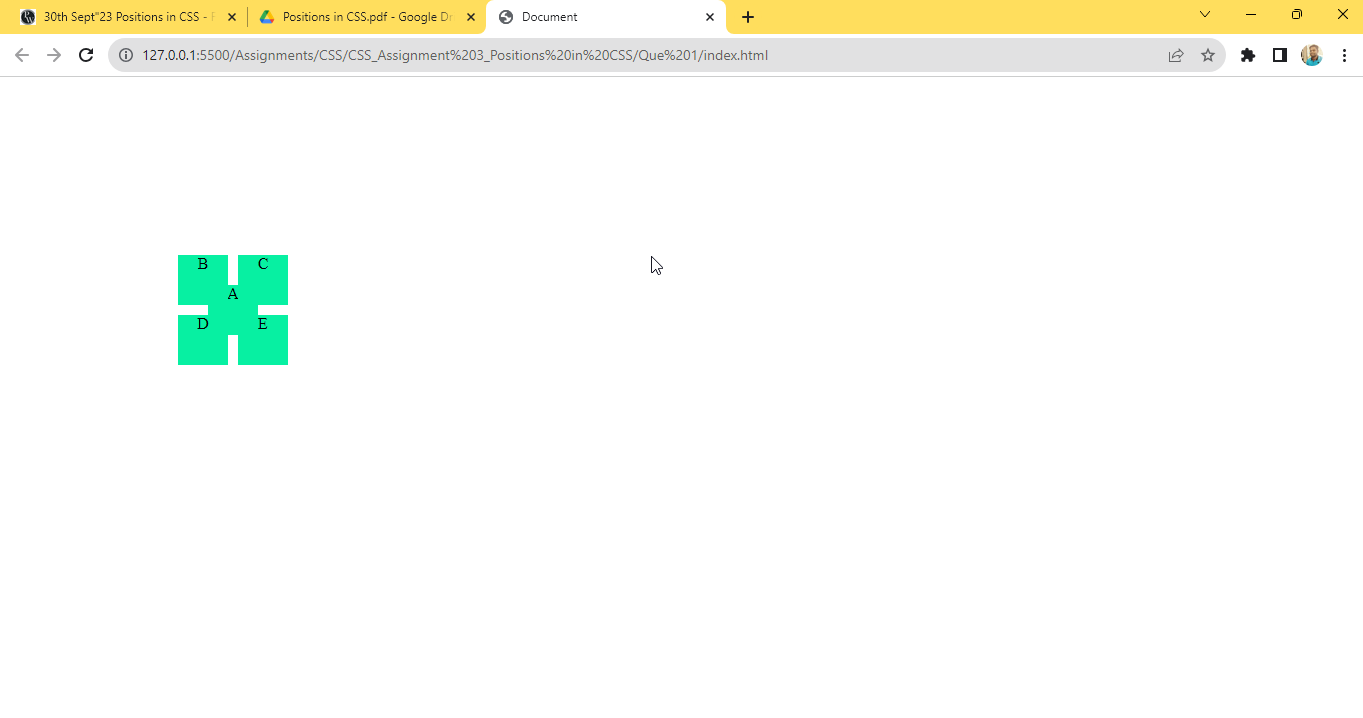 30th Sept"23 Positions in CSS -
Positions in CSS.pdf - Google Dr
Document
127.0.0.1:5500/Assignments/CSS/CSS_Assignment%203_Positions%20in%20CSS/Que%201/index.html
B C
A
D E